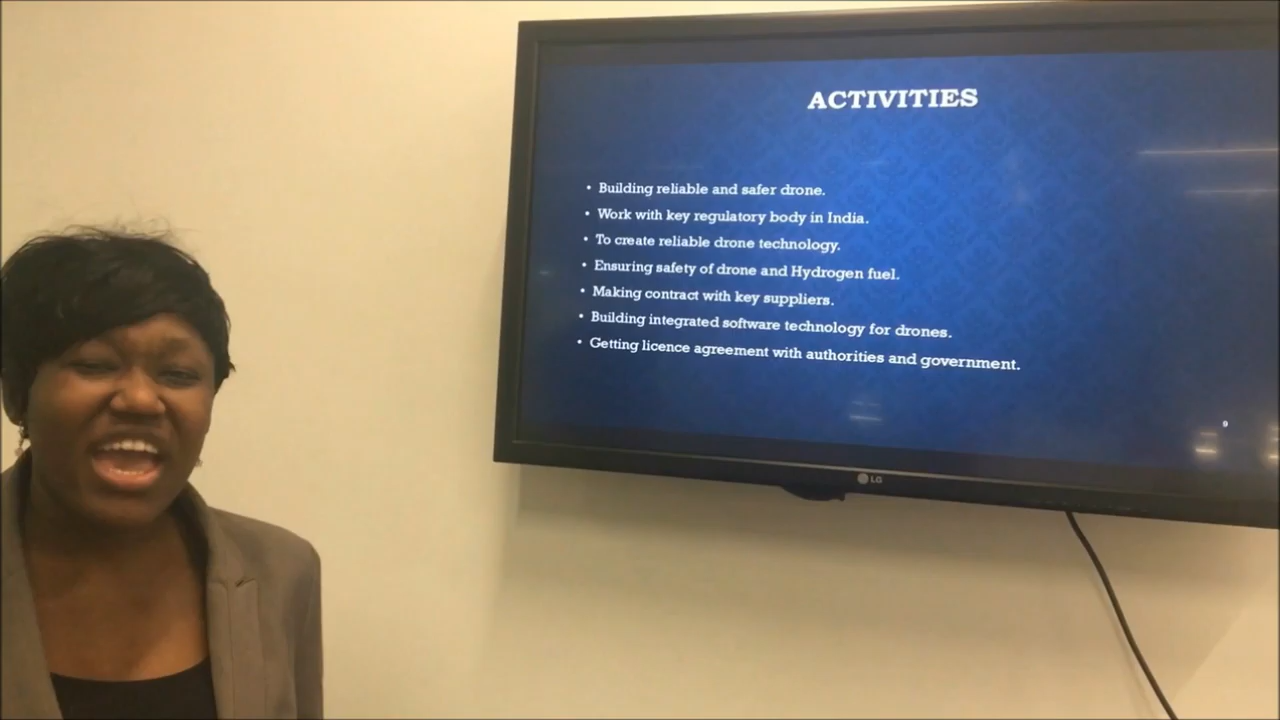 ACTIVITIES
• Building reliable and safer drone.
• Work with key regulatory body in India.
• To create reliable drone technology.
• Ensuring safety of drone and Hydrogen fuel.
• Making contract with key suppliers.
• Building integrated software technology for drones.
• Getting licence agreement with authorities and government.
9
LG